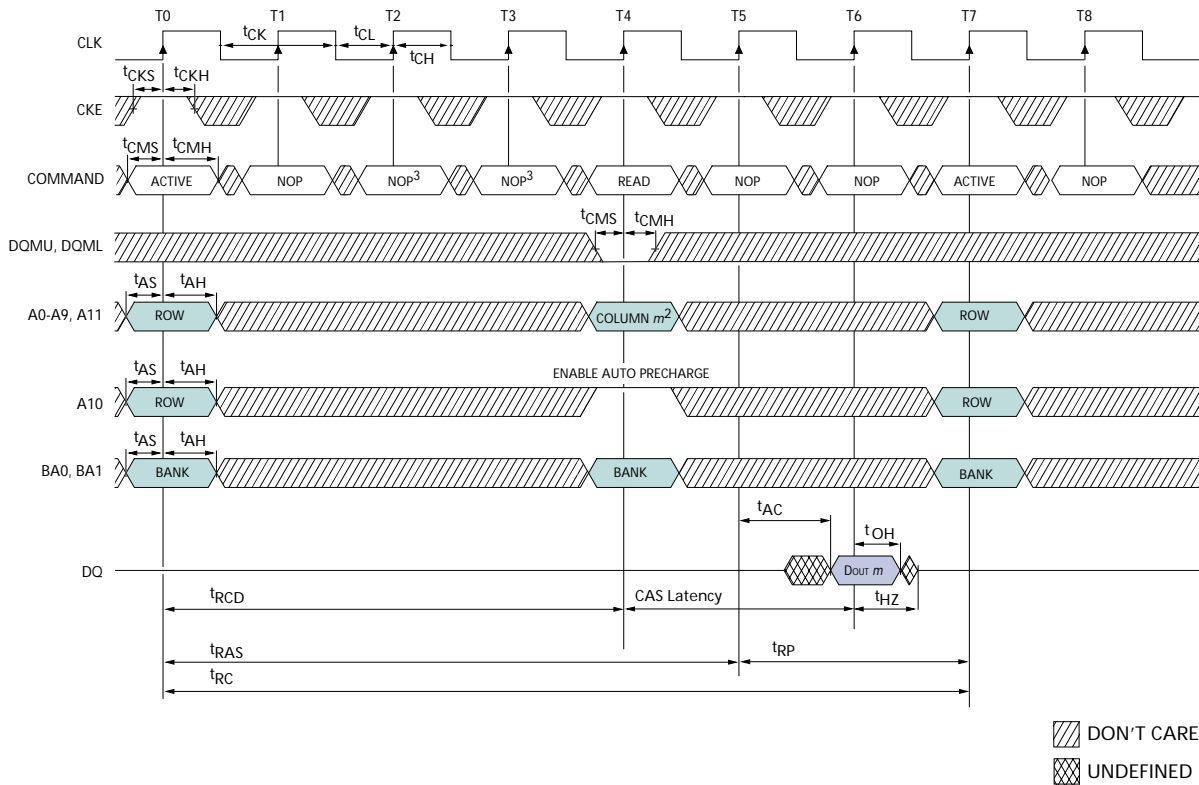 T0 T1 T2 T3 T4 T5 T6 T7 T8
CLK
tCK tCL
tCH
tCKS tCKH
CKE
tCMS tCMH
COMMAND ACTIVE NOP NOP3 NOP3 READ NOP NOP ACTIVE NOP
tCMS tCMH
DQMU, DQML
tAS tAH
A0-A9, A11 ROW COLUMN m2 ROW
ENABLE AUTO PRECHARGE
tAS tAH
A10 ROW ROW
tAS tAH
BA0, BA1 BANK BANK BANK
tAC
tOH
DQ DOUT m
tRCD CAS Latency tHZ
tRAS tRP
tRC
DON'T CARE
UNDEFINED